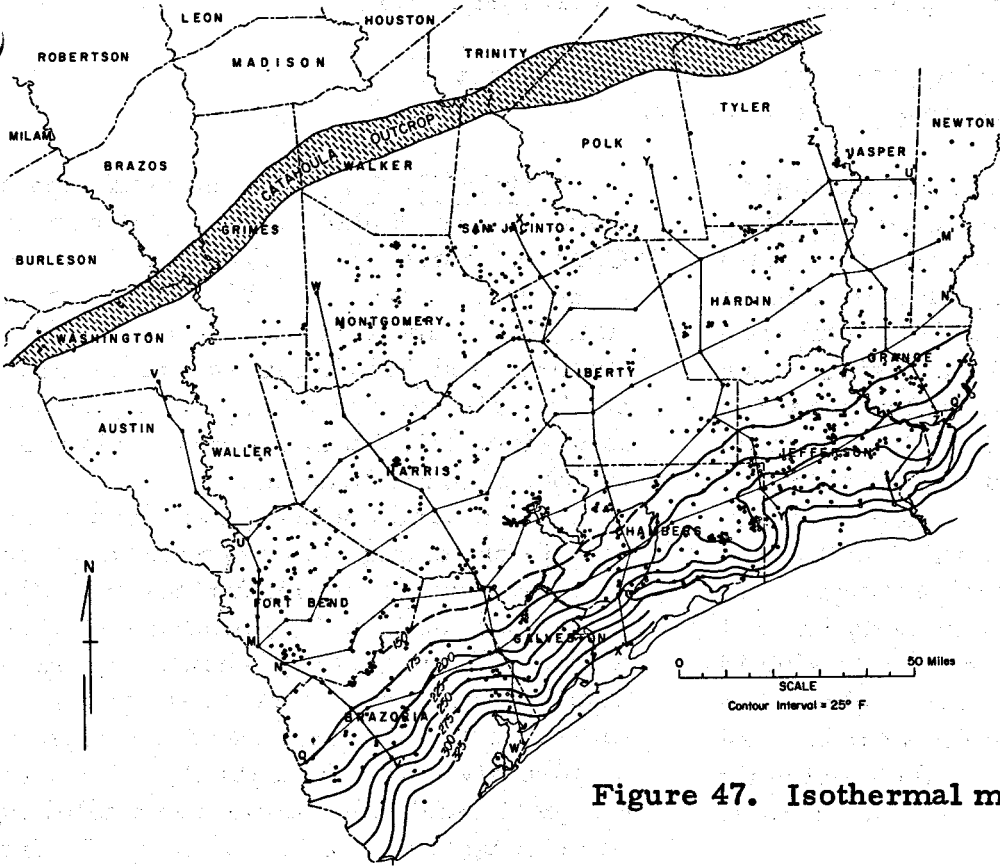 LEON
HOUSTON
ROBERTSON
MADISON
TRINITY
TYLER
MILAM
BRAZOS
CATAHOULA OUTCROP
WALKER
POLK
NEWTON
Z
JASPER
Y
U'
GRIMES
X
SAN JACINTO
BURLESON
M'
W
MONTGOMERY
HARDIN
N'
WASHINGTON
V
LIBERTY
ORANGE
AUSTIN
WALLER
HARRIS
JEFFERSON
CHAMBERS
U
N
FORT BEND
M
N
GALVESTON
150
175
200
225
250
275
300
325
BRAZORIA
W'
0 50 Miles
SCALE
Contour Interval = 25° F
Figure 47. Isothermal m